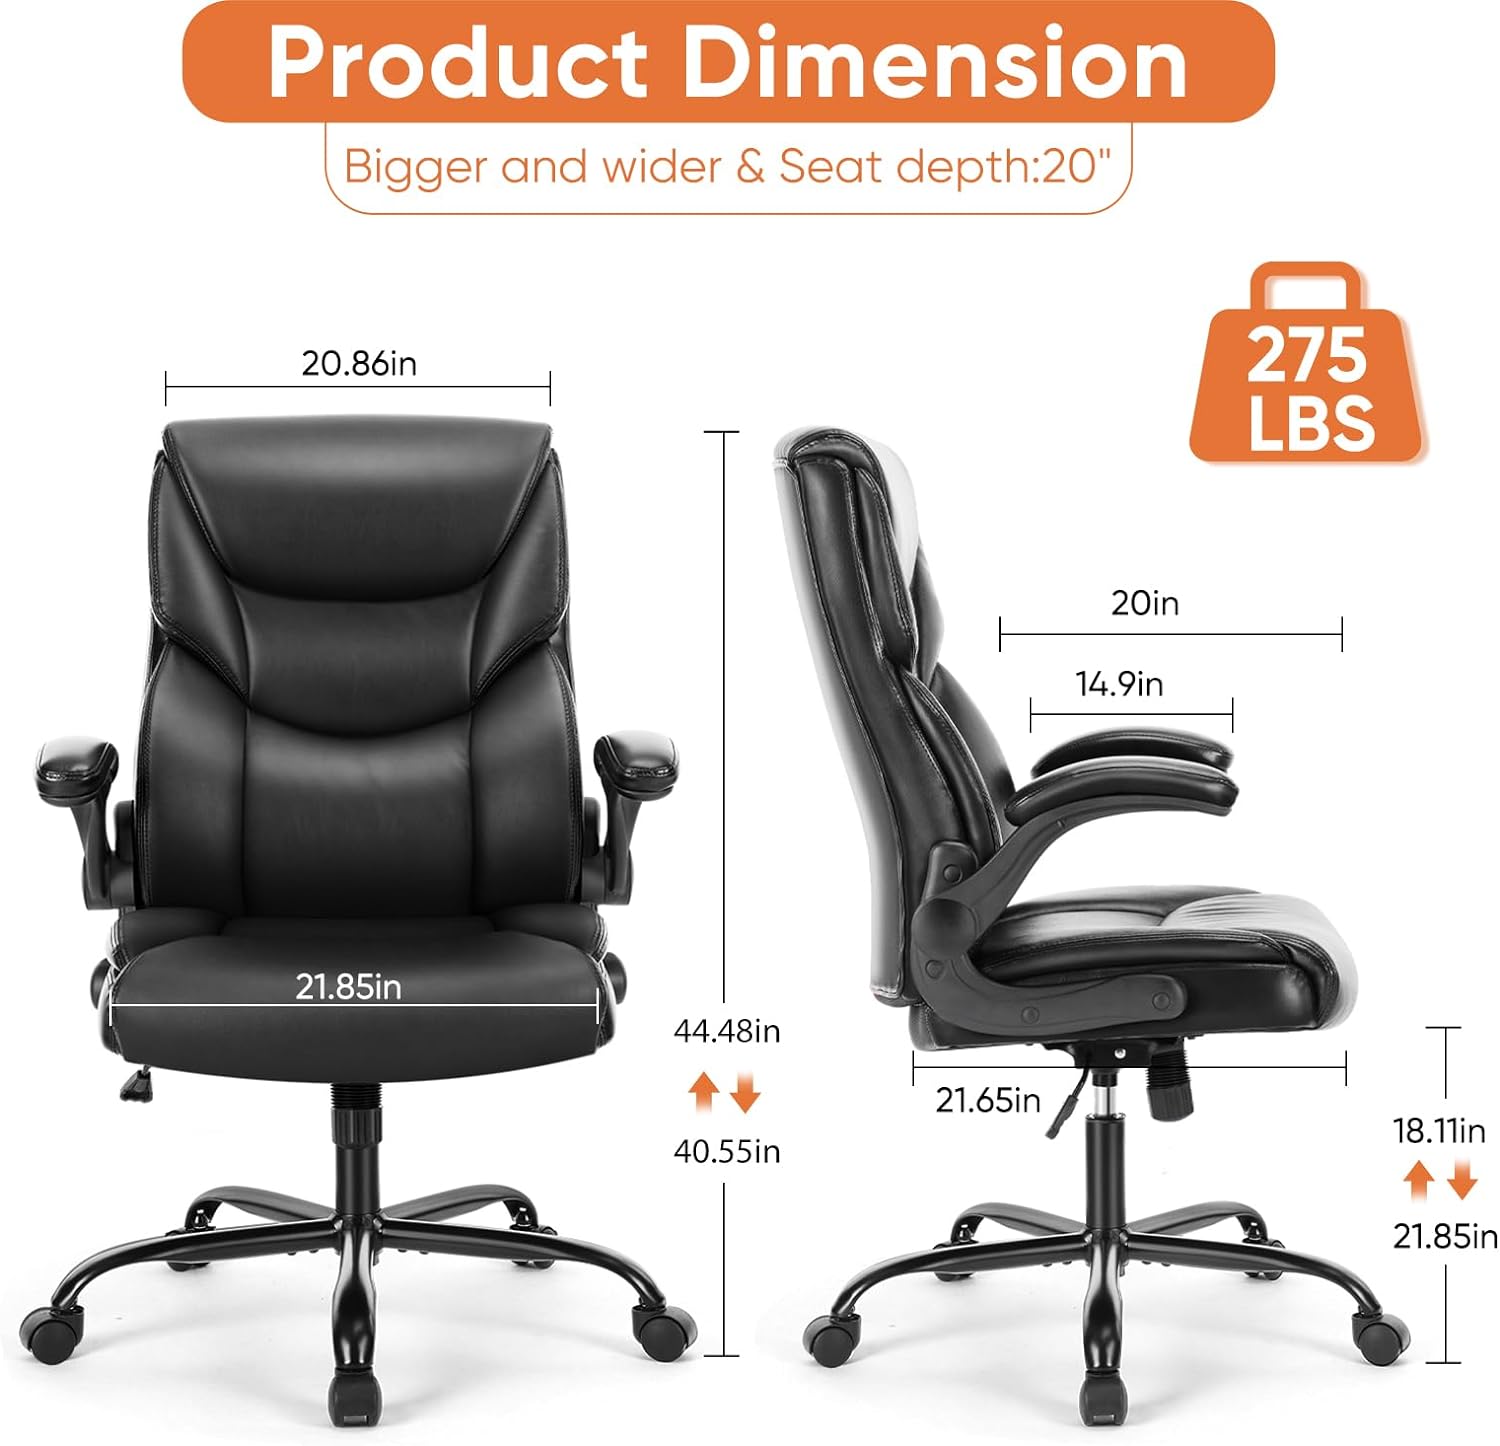 Product Dimension
Bigger and wider & Seat depth:20"
275
LBS
20.86in
20in
14.9in
21.85in
44.48in
40.55in
21.65in
18.11in
21.85in